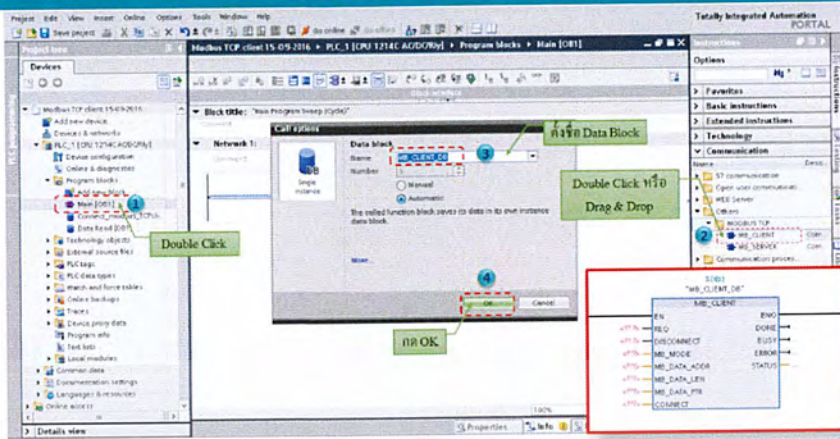 Project Edit View Insert Online Options Tools Window Help
Totally Integrated Automation
PORTAL
Save project
Go online
Go offline
Project tree
Modbus TCP client 15-09-2016 ▸ PLC_1 [CPU 1214C AC/DC/Rly] ▸ Program blocks ▸ Main [OB1]
Instructions
Devices
Options
Favorites
Basic instructions
Extended instructions
Technology
Communication
Name
S7 communication
Open user communicati...
WEB Server
Others
MODBUS TCP
2
MB_CLIENT
MB_SERVER
Communication proces...
Modbus TCP client 15-09-2016
Add new device
Devices & networks
PLC_1 [CPU 1214C AC/DC/Rly]
Device configuration
Online & diagnostics
Program blocks
Add new block
Main [OB1]
1
Data Read [DB1]
Technology objects
External source files
PLC tags
PLC data types
Watch and force tables
Online backups
Traces
Device proxy data
Program info
Text lists
Local modules
Common data
Documentation settings
Languages & resources
Online access
Details view
Double Click
Block title: "Main Program Sweep (Cycle)"
Comment
Network 1:
Comment
Call options
Data block
Name MB_CLIENT_DB
3
Number
Manual
Automatic
DB
Single
instance
The called function block saves its data in its own instance
data block.
More...
4
OK Cancel
ตั้งชื่อ Data Block
Double Click หรือ
Drag & Drop
กด OK
100%
Properties Info
"MB_CLIENT_DB"
MB_CLIENT
EN ENO
REQ DONE
DISCONNECT BUSY
MB_MODE ERROR
MB_DATA_ADDR STATUS
MB_DATA_LEN
MB_DATA_PTR
CONNECT